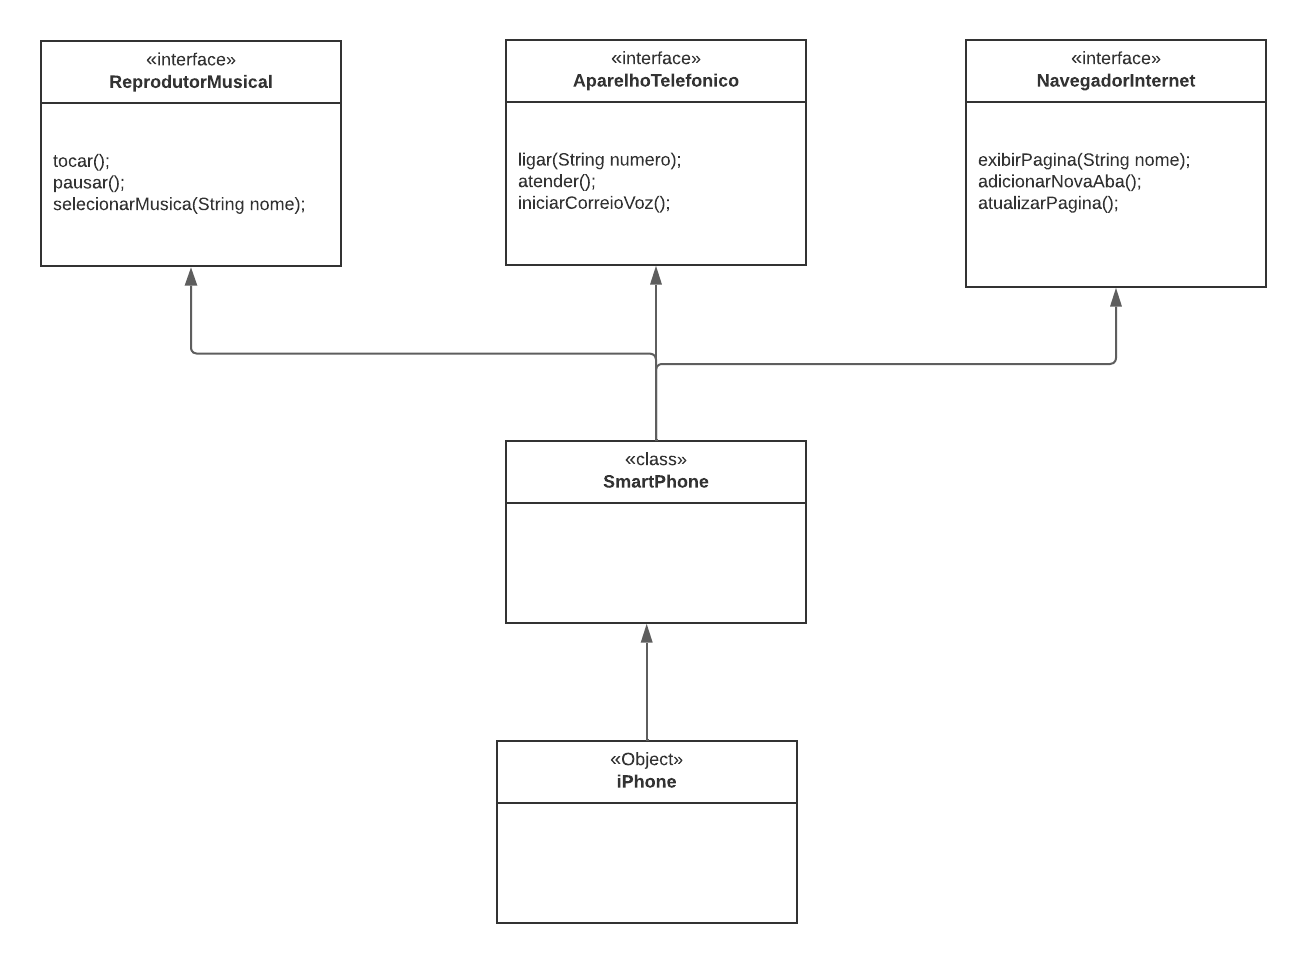 «interface»
ReprodutorMusical
tocar();
pausar();
selecionarMusica(String nome);
«interface»
AparelhoTelefonico
ligar(String numero);
atender();
iniciarCorreioVoz();
«interface»
NavegadorInternet
exibirPagina(String nome);
adicionarNovaAba();
atualizarPagina();
«class»
SmartPhone
«Object»
iPhone